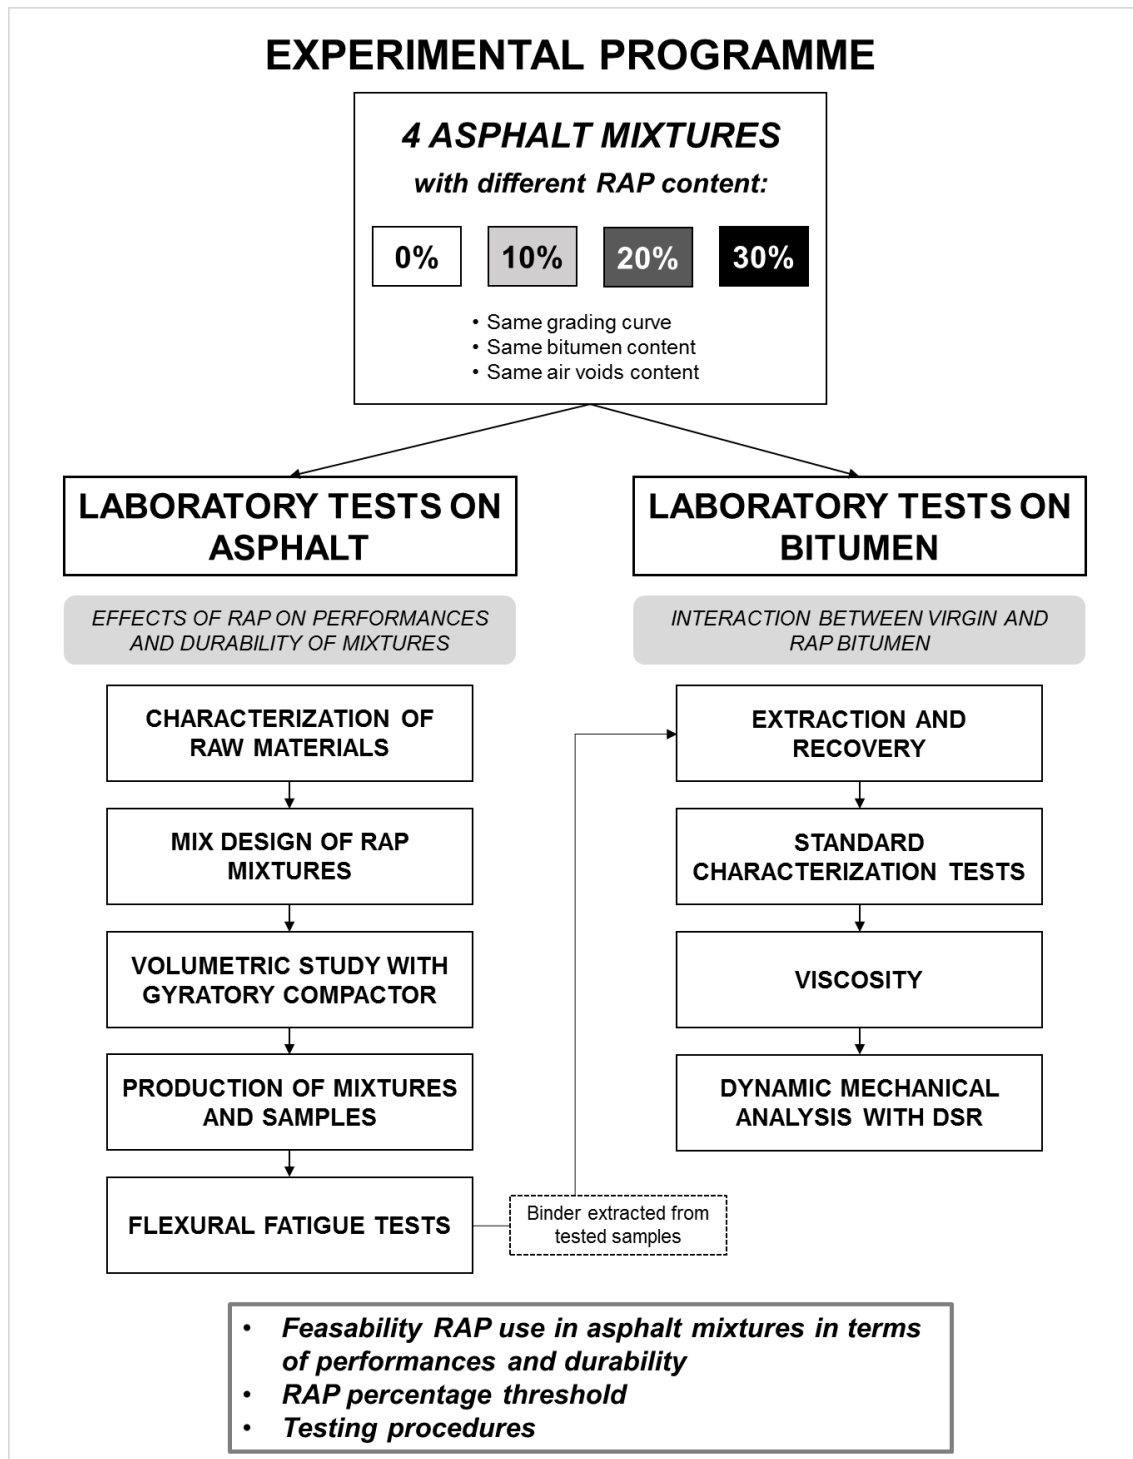 EXPERIMENTAL PROGRAMME
4 ASPHALT MIXTURES
with different RAP content:
0% 10% 20% 30%
• Same grading curve
• Same bitumen content
• Same air voids content
LABORATORY TESTS ON
ASPHALT
EFFECTS OF RAP ON PERFORMANCES
AND DURABILITY OF MIXTURES
CHARACTERIZATION OF
RAW MATERIALS
MIX DESIGN OF RAP
MIXTURES
VOLUMETRIC STUDY WITH
GYRATORY COMPACTOR
PRODUCTION OF MIXTURES
AND SAMPLES
FLEXURAL FATIGUE TESTS
Binder extracted from
tested samples
LABORATORY TESTS ON
BITUMEN
INTERACTION BETWEEN VIRGIN AND
RAP BITUMEN
EXTRACTION AND
RECOVERY
STANDARD
CHARACTERIZATION TESTS
VISCOSITY
DYNAMIC MECHANICAL
ANALYSIS WITH DSR
• Feasability RAP use in asphalt mixtures in terms
of performances and durability
• RAP percentage threshold
• Testing procedures